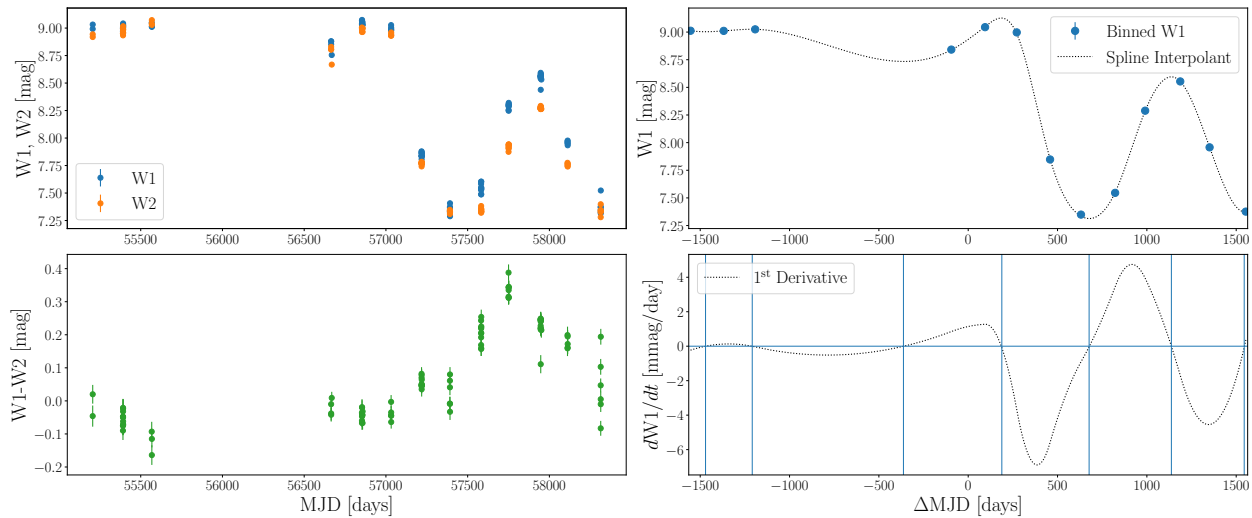 9.00
8.75
8.50
8.25
8.00
7.75
7.50
7.25
W1, W2 [mag]
W1
W2
55500 56000 56500 57000 57500 58000
9.00
8.75
8.50
8.25
8.00
7.75
7.50
7.25
W1 [mag]
Binned W1
Spline Interpolant
−1500 −1000 −500 0 500 1000 1500
0.4
0.3
0.2
0.1
0.0
−0.1
−0.2
W1-W2 [mag]
55500 56000 56500 57000 57500 58000
MJD [days]
4
2
0
−2
−4
−6
dW1/dt [mmag/day]
1st Derivative
−1500 −1000 −500 0 500 1000 1500
ΔMJD [days]